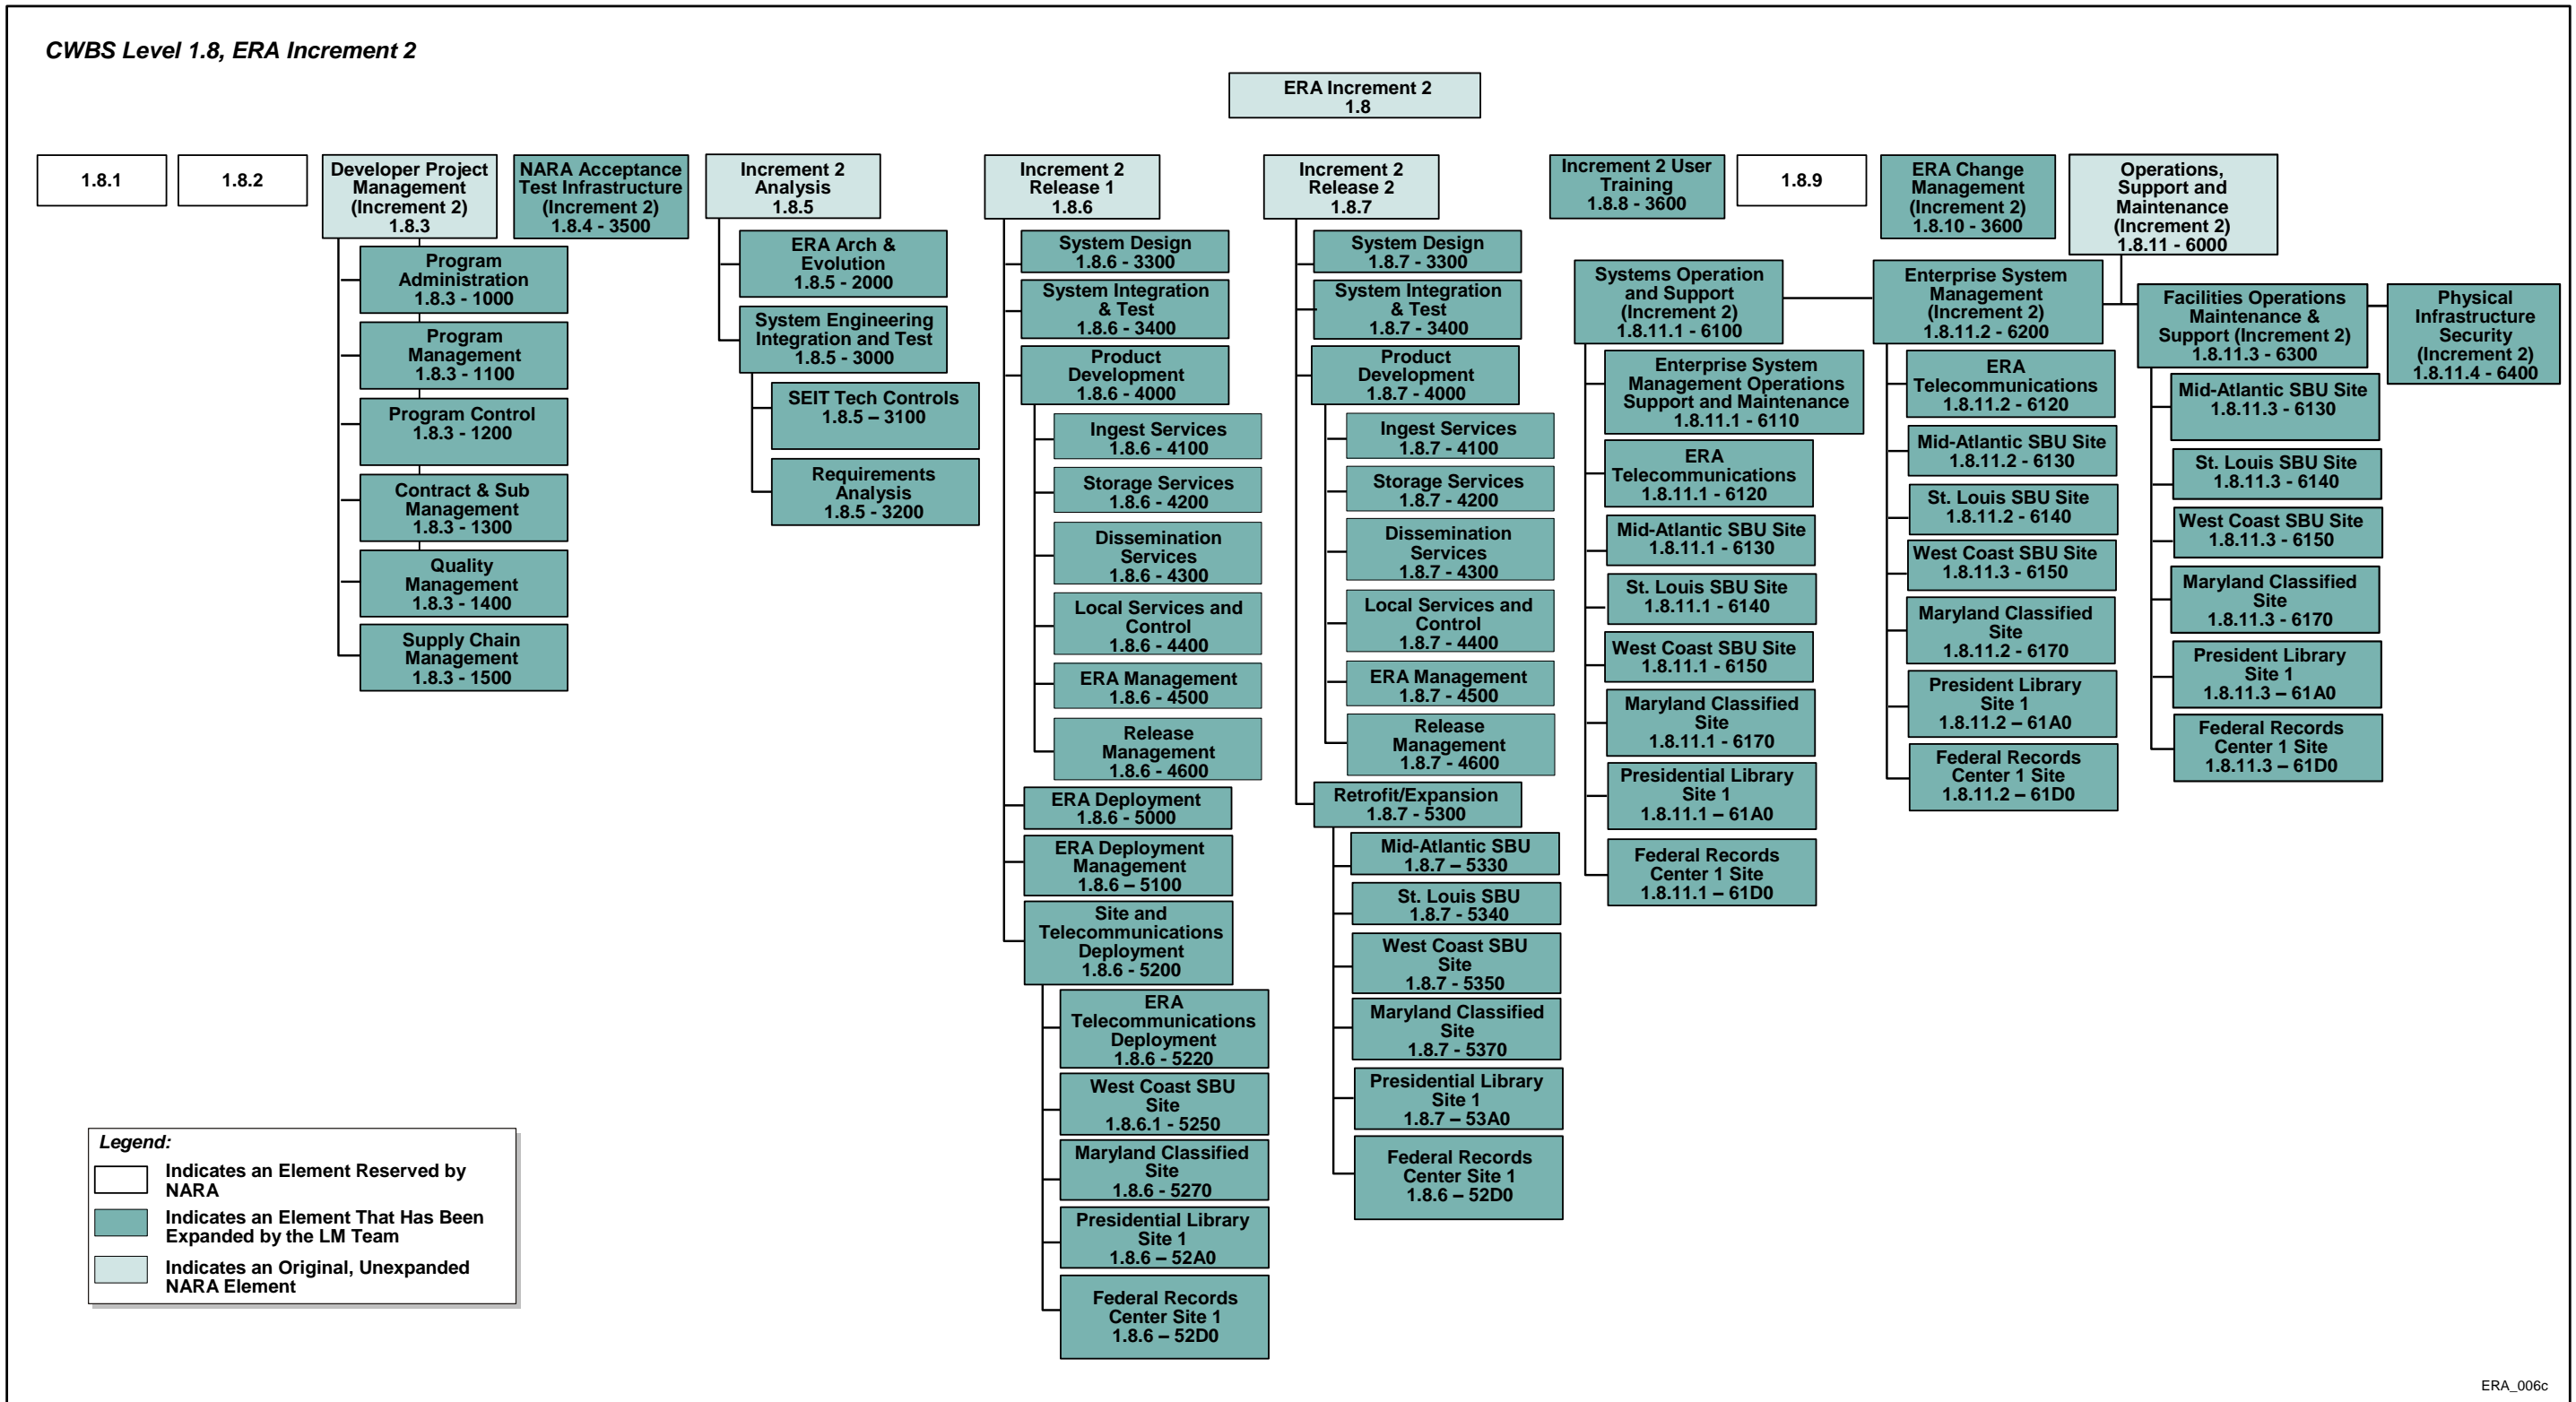 CWBS Level 1.8, ERA Increment 2
ERA Increment 2
1.8
1.8.1
1.8.2
Developer Project
Management
(Increment 2)
1.8.3
Program
Administration
1.8.3 - 1000
Program
Management
1.8.3 - 1100
Program Control
1.8.3 - 1200
Contract & Sub
Management
1.8.3 - 1300
Quality
Management
1.8.3 - 1400
Supply Chain
Management
1.8.3 - 1500
NARA Acceptance
Test Infrastructure
(Increment 2)
1.8.4 - 3500
Increment 2
Analysis
1.8.5
ERA Arch &
Evolution
1.8.5 - 2000
System Engineering
Integration and Test
1.8.5 - 3000
SEIT Tech Controls
1.8.5 – 3100
Requirements
Analysis
1.8.5 - 3200
Increment 2
Release 1
1.8.6
System Design
1.8.6 - 3300
System Integration
& Test
1.8.6 - 3400
Product
Development
1.8.6 - 4000
Ingest Services
1.8.6 - 4100
Storage Services
1.8.6 - 4200
Dissemination
Services
1.8.6 - 4300
Local Services and
Control
1.8.6 - 4400
ERA Management
1.8.6 - 4500
Release
Management
1.8.6 - 4600
ERA Deployment
1.8.6 - 5000
ERA Deployment
Management
1.8.6 – 5100
Site and
Telecommunications
Deployment
1.8.6 - 5200
ERA
Telecommunications
Deployment
1.8.6 - 5220
West Coast SBU
Site
1.8.6.1 - 5250
Maryland Classified
Site
1.8.6 - 5270
Presidential Library
Site 1
1.8.6 – 52A0
Federal Records
Center Site 1
1.8.6 – 52D0
Increment 2
Release 2
1.8.7
System Design
1.8.7 - 3300
System Integration
& Test
1.8.7 - 3400
Product
Development
1.8.7 - 4000
Ingest Services
1.8.7 - 4100
Storage Services
1.8.7 - 4200
Dissemination
Services
1.8.7 - 4300
Local Services and
Control
1.8.7 - 4400
ERA Management
1.8.7 - 4500
Release
Management
1.8.7 - 4600
Retrofit/Expansion
1.8.7 - 5300
Mid-Atlantic SBU
1.8.7 – 5330
St. Louis SBU
1.8.7 - 5340
West Coast SBU
Site
1.8.7 - 5350
Maryland Classified
Site
1.8.7 - 5370
Presidential Library
Site 1
1.8.7 – 53A0
Federal Records
Center Site 1
1.8.6 – 52D0
Increment 2 User
Training
1.8.8 - 3600
1.8.9
ERA Change
Management
(Increment 2)
1.8.10 - 3600
Operations,
Support and
Maintenance
(Increment 2)
1.8.11 - 6000
Systems Operation
and Support
(Increment 2)
1.8.11.1 - 6100
Enterprise System
Management Operations
Support and Maintenance
1.8.11.1 - 6110
ERA
Telecommunications
1.8.11.1 - 6120
Mid-Atlantic SBU Site
1.8.11.1 - 6130
St. Louis SBU Site
1.8.11.1 - 6140
West Coast SBU Site
1.8.11.1 - 6150
Maryland Classified
Site
1.8.11.1 - 6170
Presidential Library
Site 1
1.8.11.1 – 61A0
Federal Records
Center 1 Site
1.8.11.1 – 61D0
Enterprise System
Management
(Increment 2)
1.8.11.2 - 6200
ERA
Telecommunications
1.8.11.2 - 6120
Mid-Atlantic SBU Site
1.8.11.2 - 6130
St. Louis SBU Site
1.8.11.2 - 6140
West Coast SBU Site
1.8.11.3 - 6150
Maryland Classified
Site
1.8.11.2 - 6170
President Library
Site 1
1.8.11.2 – 61A0
Federal Records
Center 1 Site
1.8.11.2 – 61D0
Facilities Operations
Maintenance &
Support (Increment 2)
1.8.11.3 - 6300
Mid-Atlantic SBU Site
1.8.11.3 - 6130
St. Louis SBU Site
1.8.11.3 - 6140
West Coast SBU Site
1.8.11.3 - 6150
Maryland Classified
Site
1.8.11.3 - 6170
President Library
Site 1
1.8.11.3 – 61A0
Federal Records
Center 1 Site
1.8.11.3 – 61D0
Physical
Infrastructure
Security
(Increment 2)
1.8.11.4 - 6400
Legend:
Indicates an Element Reserved by
NARA
Indicates an Element That Has Been
Expanded by the LM Team
Indicates an Original, Unexpanded
NARA Element
ERA_006c